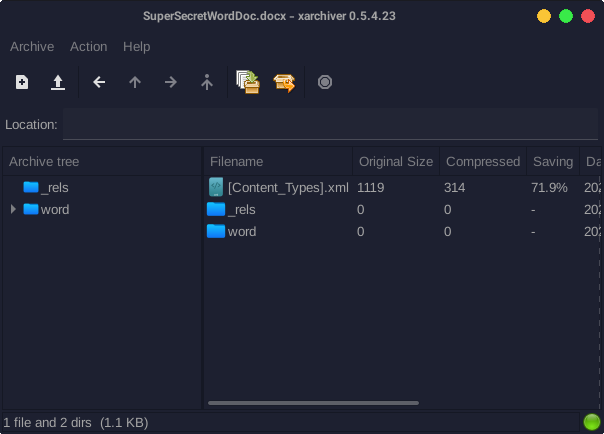 SuperSecretWordDoc.docx - xarchiver 0.5.4.23
Archive Action Help
Location:
Archive tree
_rels
word
Filename Original Size Compressed Saving Da
[Content_Types].xml 1119 314 71.9% 202
_rels 0 0 - 202
word 0 0 - 202
1 file and 2 dirs (1.1 KB)